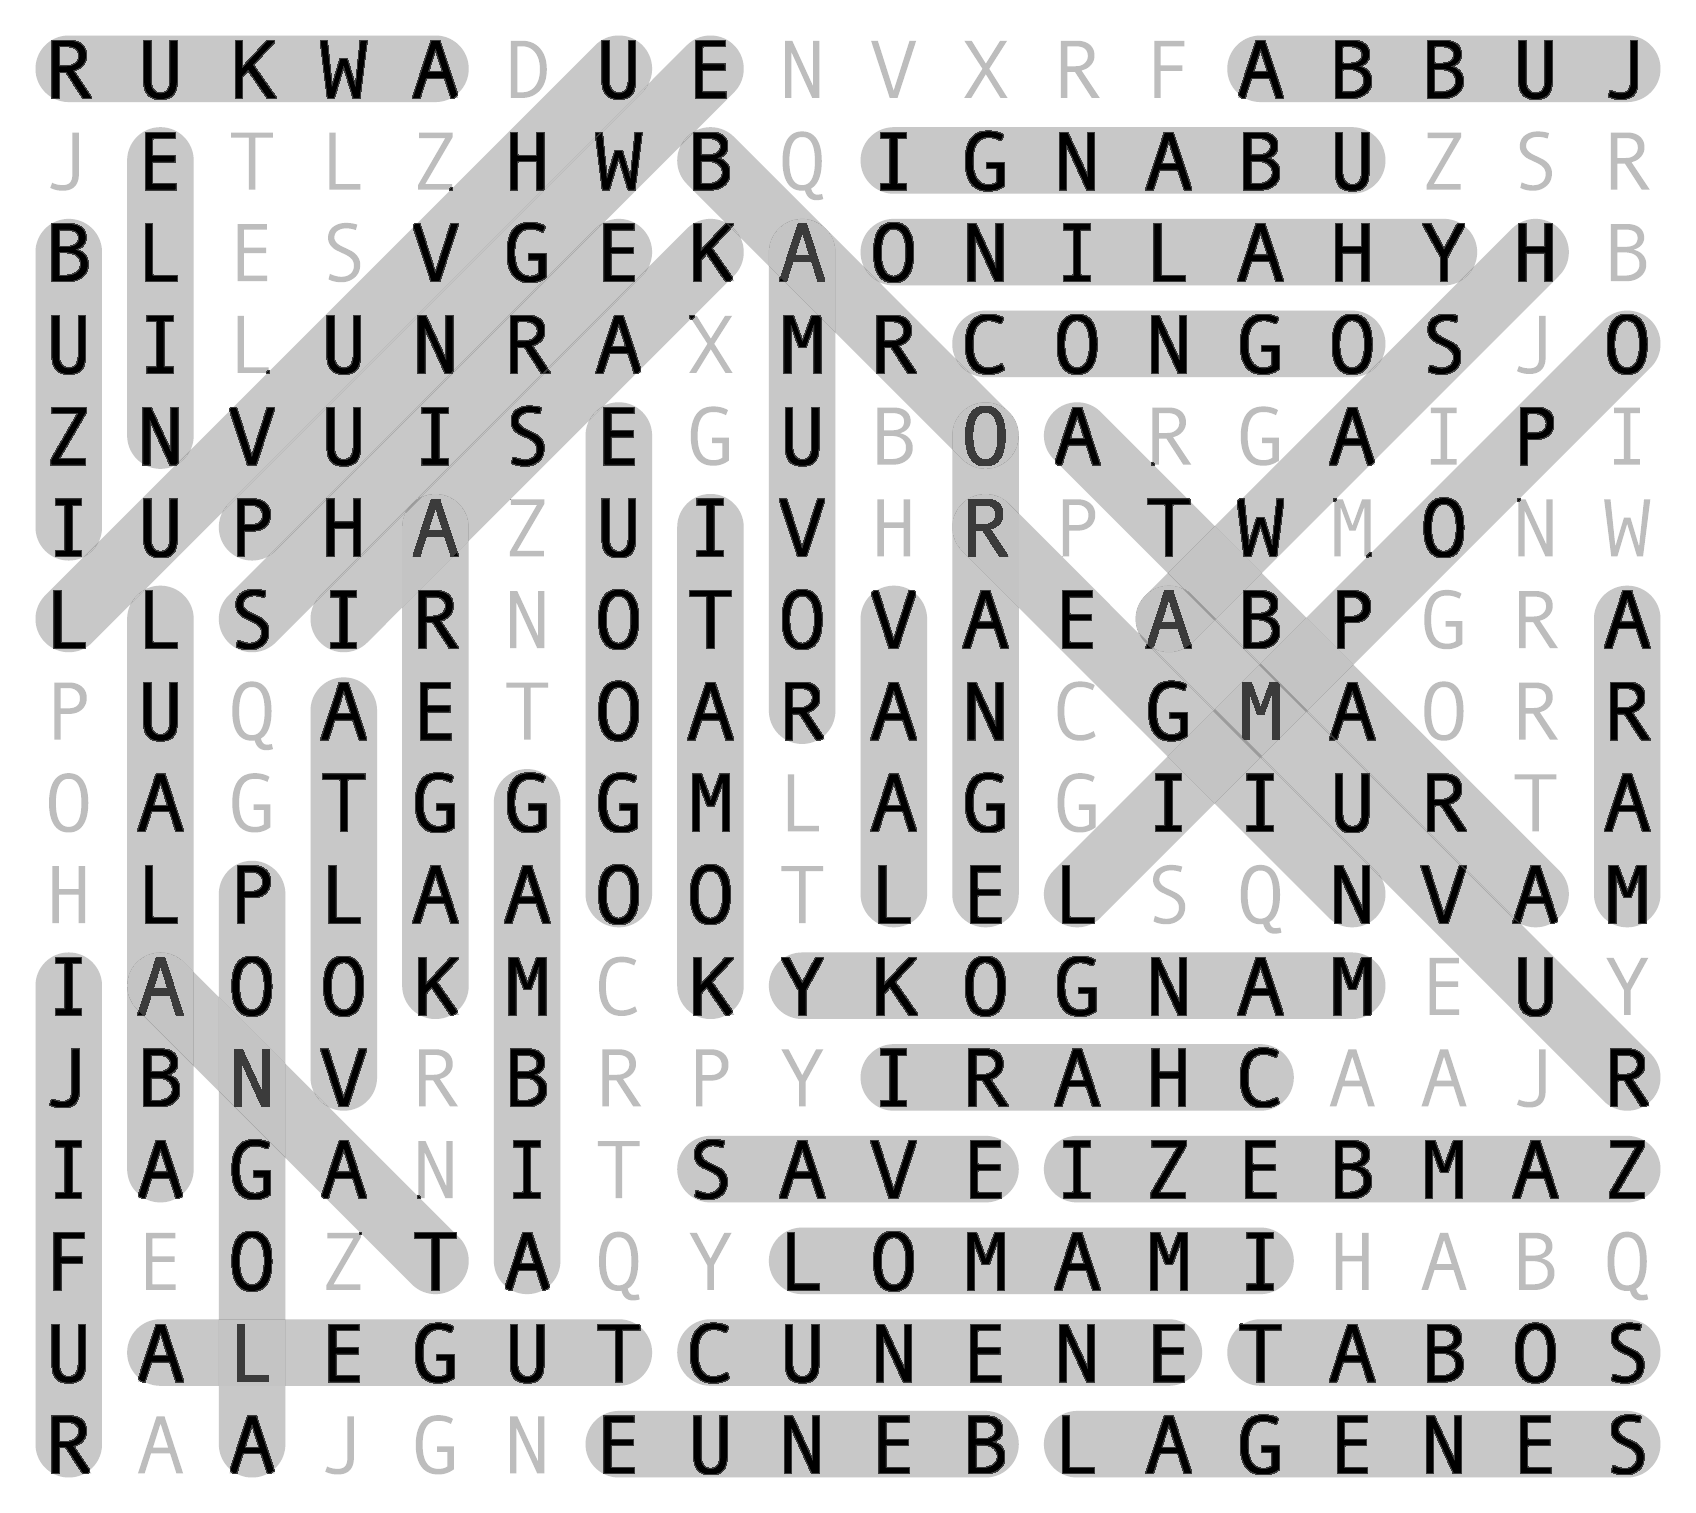 R U K W A D U E N V X R F A B B U J
J E T L Z H W B Q I G N A B U Z S R
B L E S V G E K A O N I L A H Y H B
U I L U N R A X M R C O N G O S J O
Z N V U I S E G U B O A R G A I P I
I U P H A Z U I V H R P T W M O N W
L L S I R N O T O V A E A B P G R A
P U Q A E T O A R A N C G M A O R R
O A G T G G G M L A G G I I U R T A
H L P L A A O O T L E L S Q N V A M
I A O O K M C K Y K O G N A M E U Y
J B N V R B R P Y I R A H C A A J R
I A G A N I T S A V E I Z E B M A Z
F E O Z T A Q Y L O M A M I H A B Q
U A L E G U T C U N E N E T A B O S
R A A J G N E U N E B L A G E N E S